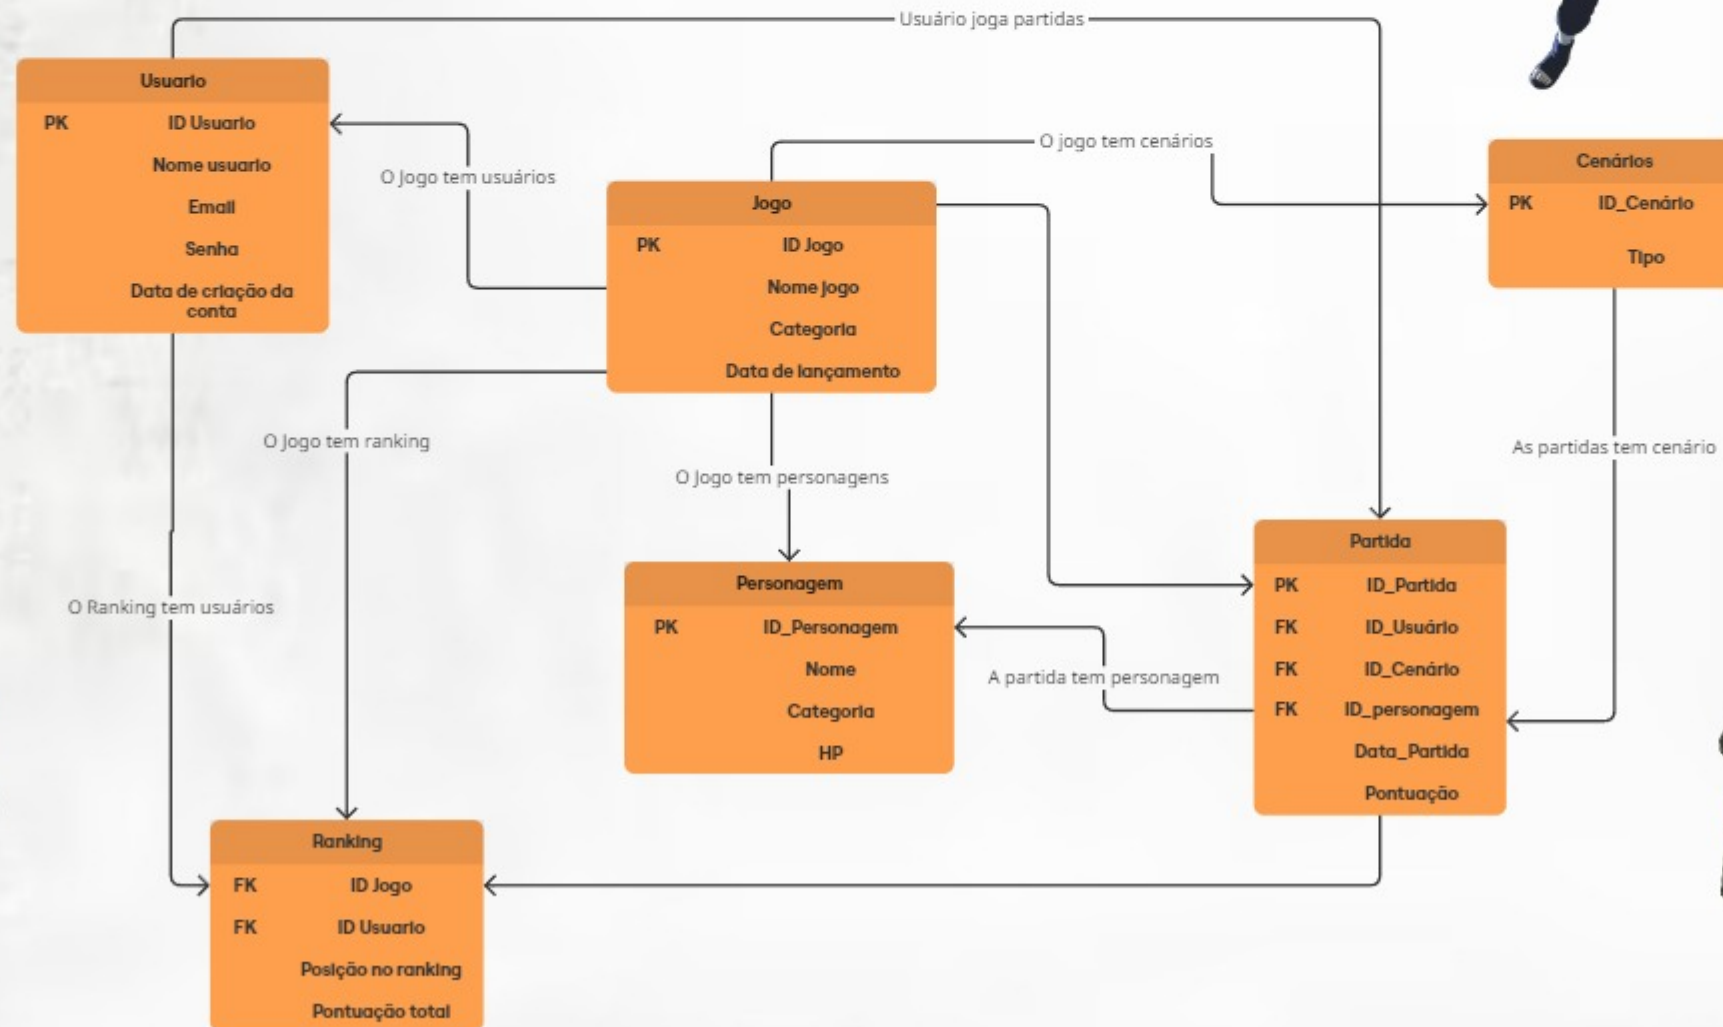 Usuário joga partidas
Usuario
PK ID Usuario
Nome usuario
Email
Senha
Data de criação da
conta
O Jogo tem usuários
O jogo tem cenários
Jogo
PK ID Jogo
Nome jogo
Categoria
Data de lançamento
Cenários
PK ID_Cenário
Tipo
O Jogo tem ranking
O Jogo tem personagens
As partidas tem cenário
Partida
PK ID_Partida
FK ID_Usuário
FK ID_Cenário
FK ID_personagem
Data_Partida
Pontuação
Personagem
PK ID_Personagem
Nome
Categoria
HP
A partida tem personagem
O Ranking tem usuários
Ranking
FK ID Jogo
FK ID Usuario
Posição no ranking
Pontuação total